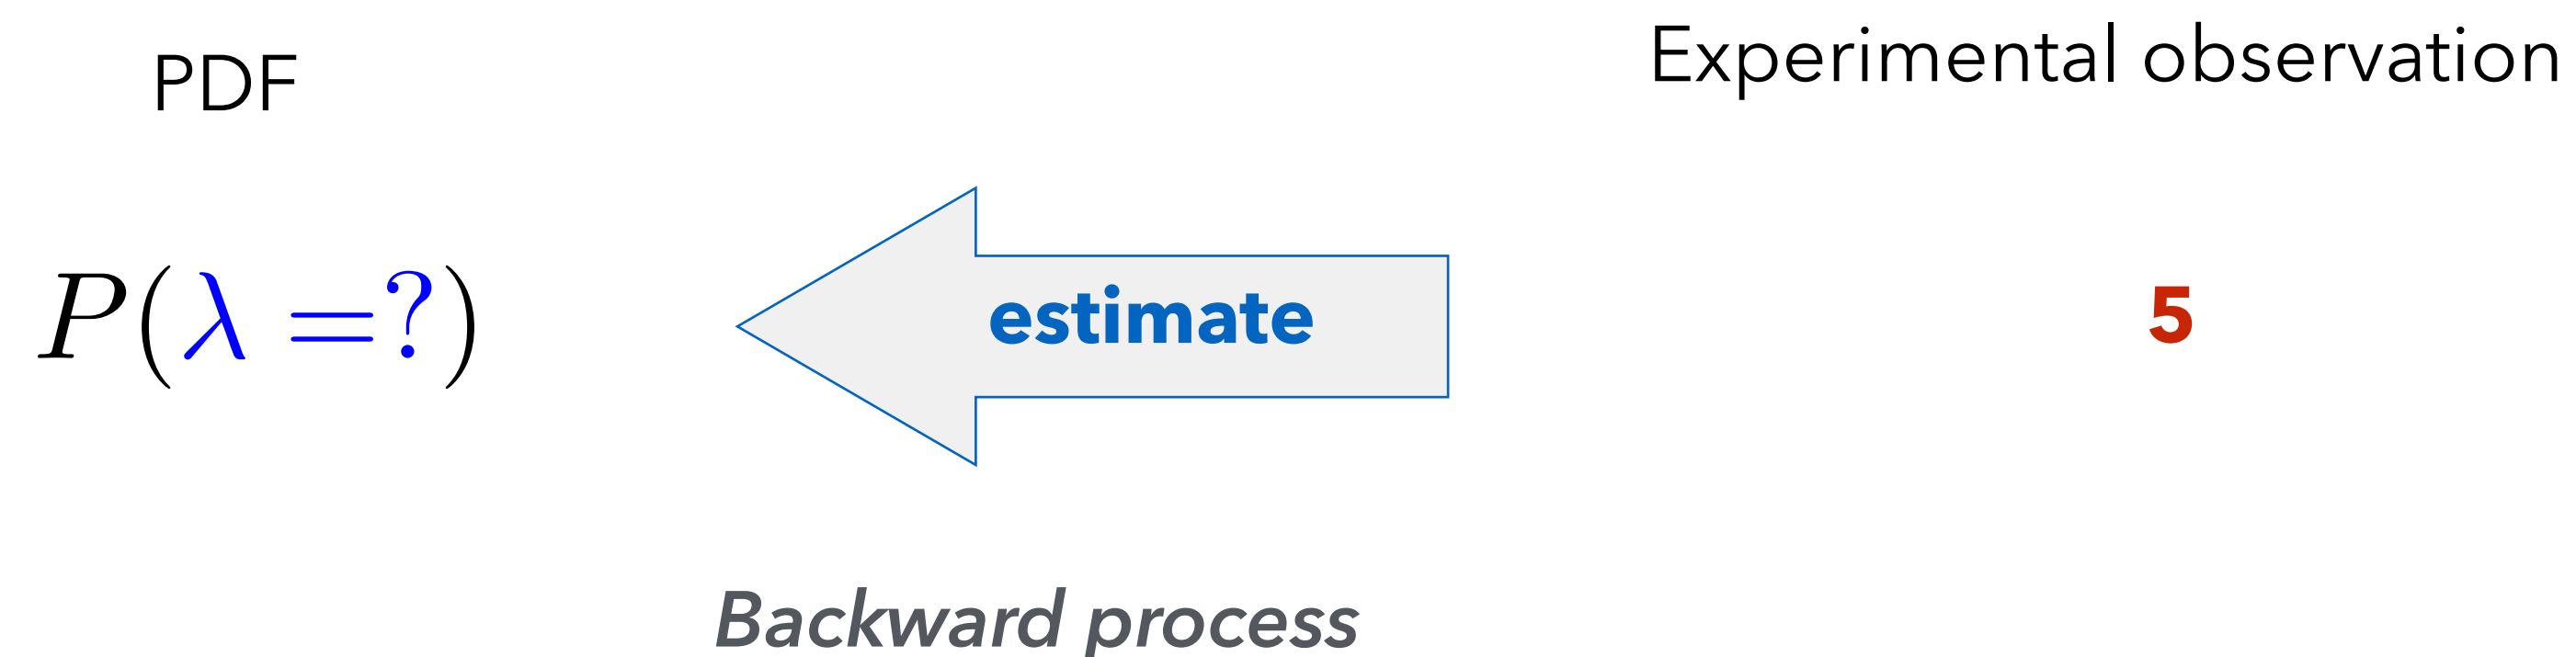 PDF
Experimental observation
P(λ =?)
estimate
5
Backward process